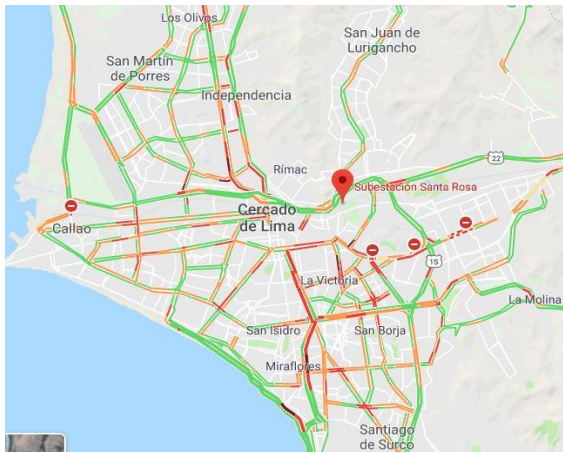 Los Olivos
San Juan de
Lurigancho
San Martín
de Porres
Independencia
22
Rímac
Subestación Santa Rosa
Cercado
de Lima
Callao
1S
La Victoria
La Molina
San Isidro
San Borja
Miraflores
Santiago
de Surco